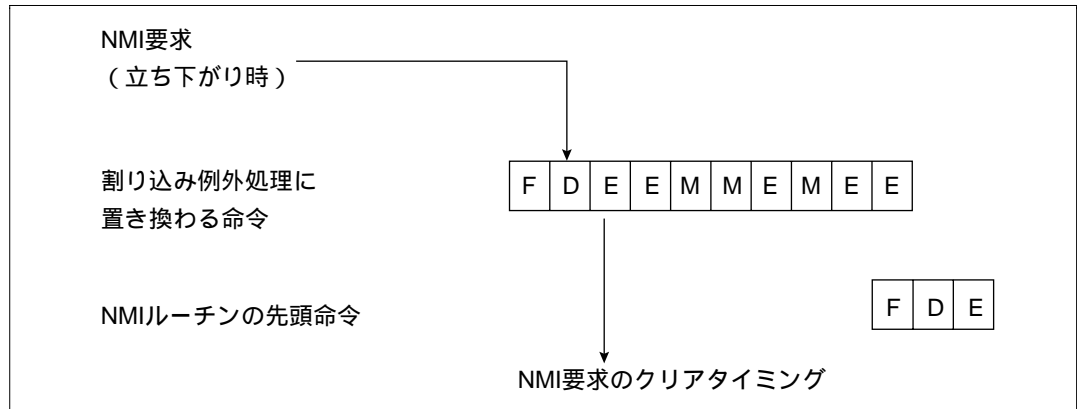 NMI要求
(立ち下がり時)
割り込み例外処理に
置き換わる命令
F D E E M M E M E E
NMIルーチンの先頭命令
F D E
NMI要求のクリアタイミング